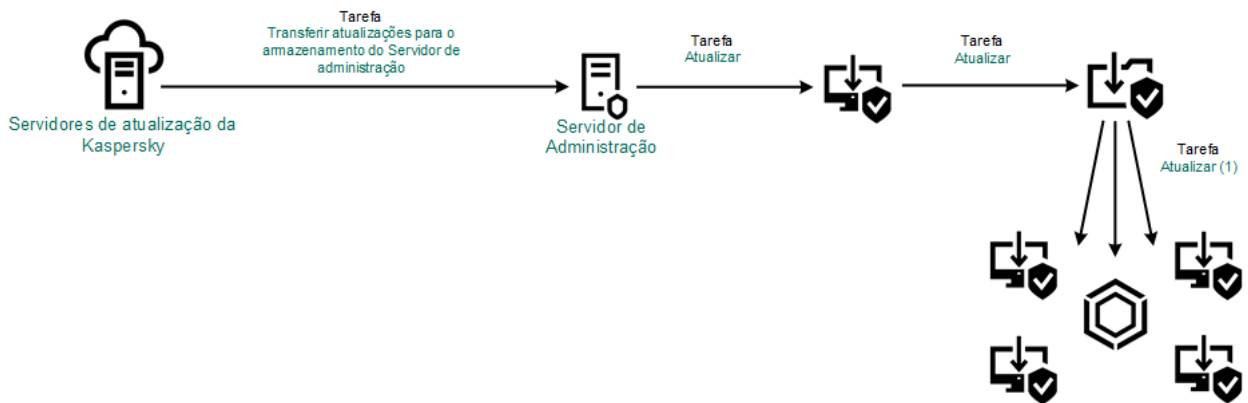 Tarefa
Transferir atualizações para o
armazenamento do Servidor de
administração
Tarefa
Atualizar
Tarefa
Atualizar
Servidores de atualização da
Kaspersky
Servidor de
Administração
Tarefa
Atualizar (1)